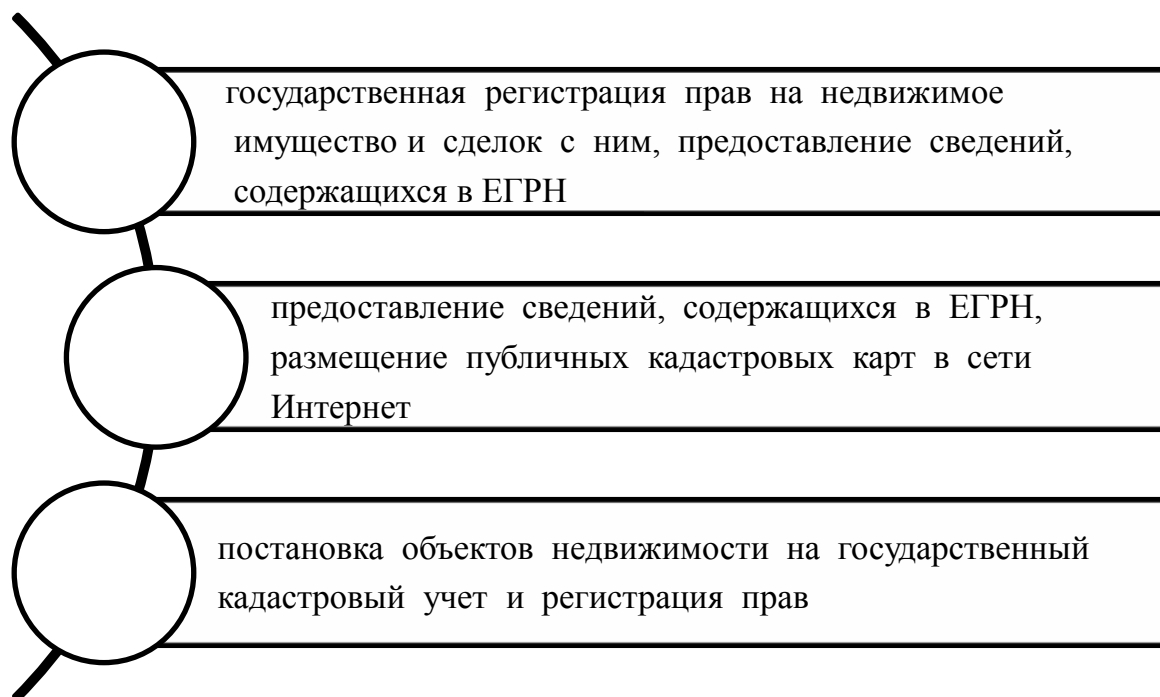 государственная регистрация прав на недвижимое
имущество и сделок с ним, предоставление сведений,
содержащихся в ЕГРН
предоставление сведений, содержащихся в ЕГРН,
размещение публичных кадастровых карт в сети
Интернет
постановка объектов недвижимости на государственный
кадастровый учет и регистрация прав